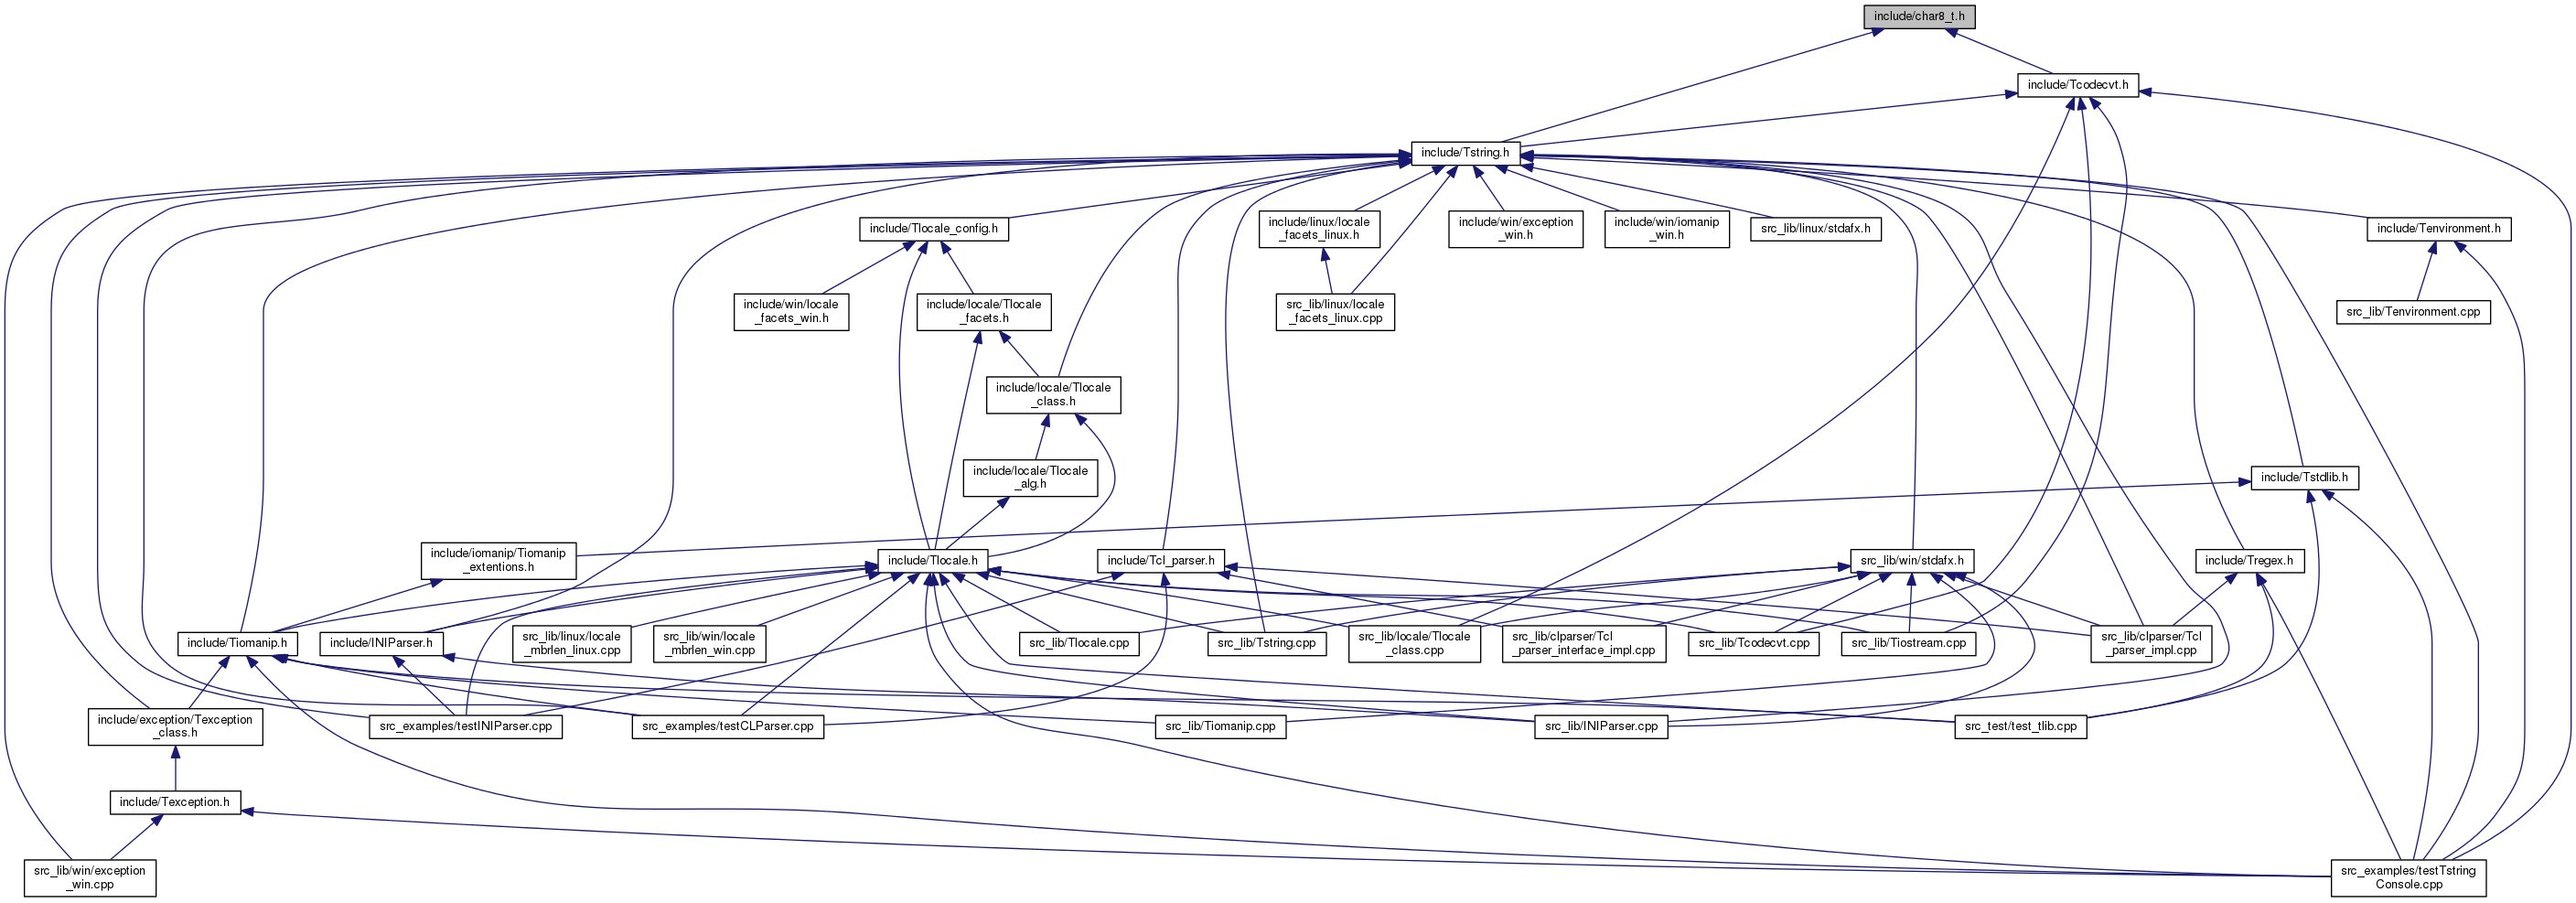 include/char8_t.h
include/Tcodecvt.h
include/Tstring.h
include/Tlocale_config.h
include/linux/locale
_facets_linux.h
include/win/exception
_win.h
include/win/iomanip
_win.h
src_lib/linux/stdafx.h
include/Tenvironment.h
include/win/locale
_facets_win.h
include/locale/Tlocale
_facets.h
src_lib/linux/locale
_facets_linux.cpp
src_lib/Tenvironment.cpp
include/locale/Tlocale
_class.h
include/locale/Tlocale
_alg.h
include/Tstdlib.h
include/iomanip/Tiomanip
_extentions.h
include/Tlocale.h
include/Tcl_parser.h
src_lib/win/stdafx.h
include/Tregex.h
include/Tiomanip.h
include/INIParser.h
src_lib/linux/locale
_mbrlen_linux.cpp
src_lib/win/locale
_mbrlen_win.cpp
src_lib/Tlocale.cpp
src_lib/Tstring.cpp
src_lib/locale/Tlocale
_class.cpp
src_lib/clparser/Tcl
_parser_interface_impl.cpp
src_lib/Tcodecvt.cpp
src_lib/Tiostream.cpp
src_lib/clparser/Tcl
_parser_impl.cpp
include/exception/Texception
_class.h
src_examples/testINIParser.cpp
src_examples/testCLParser.cpp
src_lib/Tiomanip.cpp
src_lib/INIParser.cpp
src_test/test_tlib.cpp
include/Texception.h
src_lib/win/exception
_win.cpp
src_examples/testTstring
Console.cpp